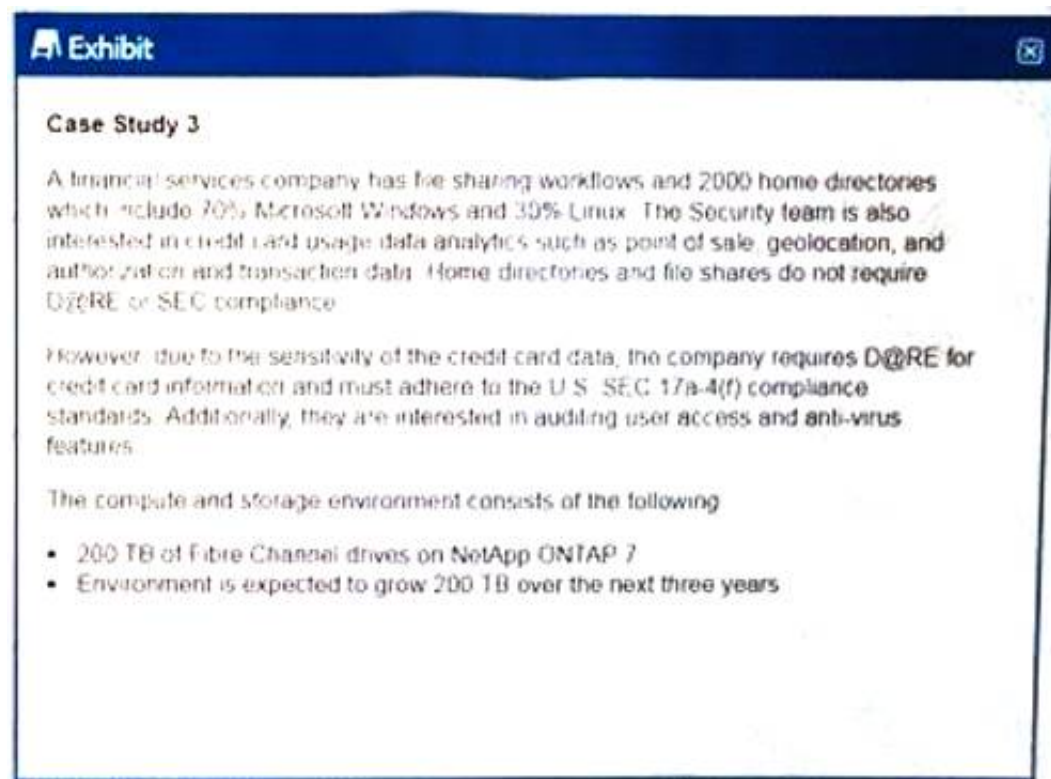 Exhibit
Case Study 3
A financial services company has file sharing workflows and 2000 home directories
which include 70% Microsoft Windows and 30% Linux. The Security team is also
interested in credit card usage data analytics such as point of sale, geolocation, and
authorization and transaction data. Home directories and file shares do not require
D@RE or SEC compliance.
However, due to the sensitivity of the credit card data, the company requires D@RE for
credit card information and must adhere to the U.S. SEC 17a-4(f) compliance
standards. Additionally, they are interested in auditing user access and anti-virus
features.
The compute and storage environment consists of the following
• 200 TB of Fibre Channel drives on NetApp ONTAP 7
• Environment is expected to grow 200 TB over the next three years